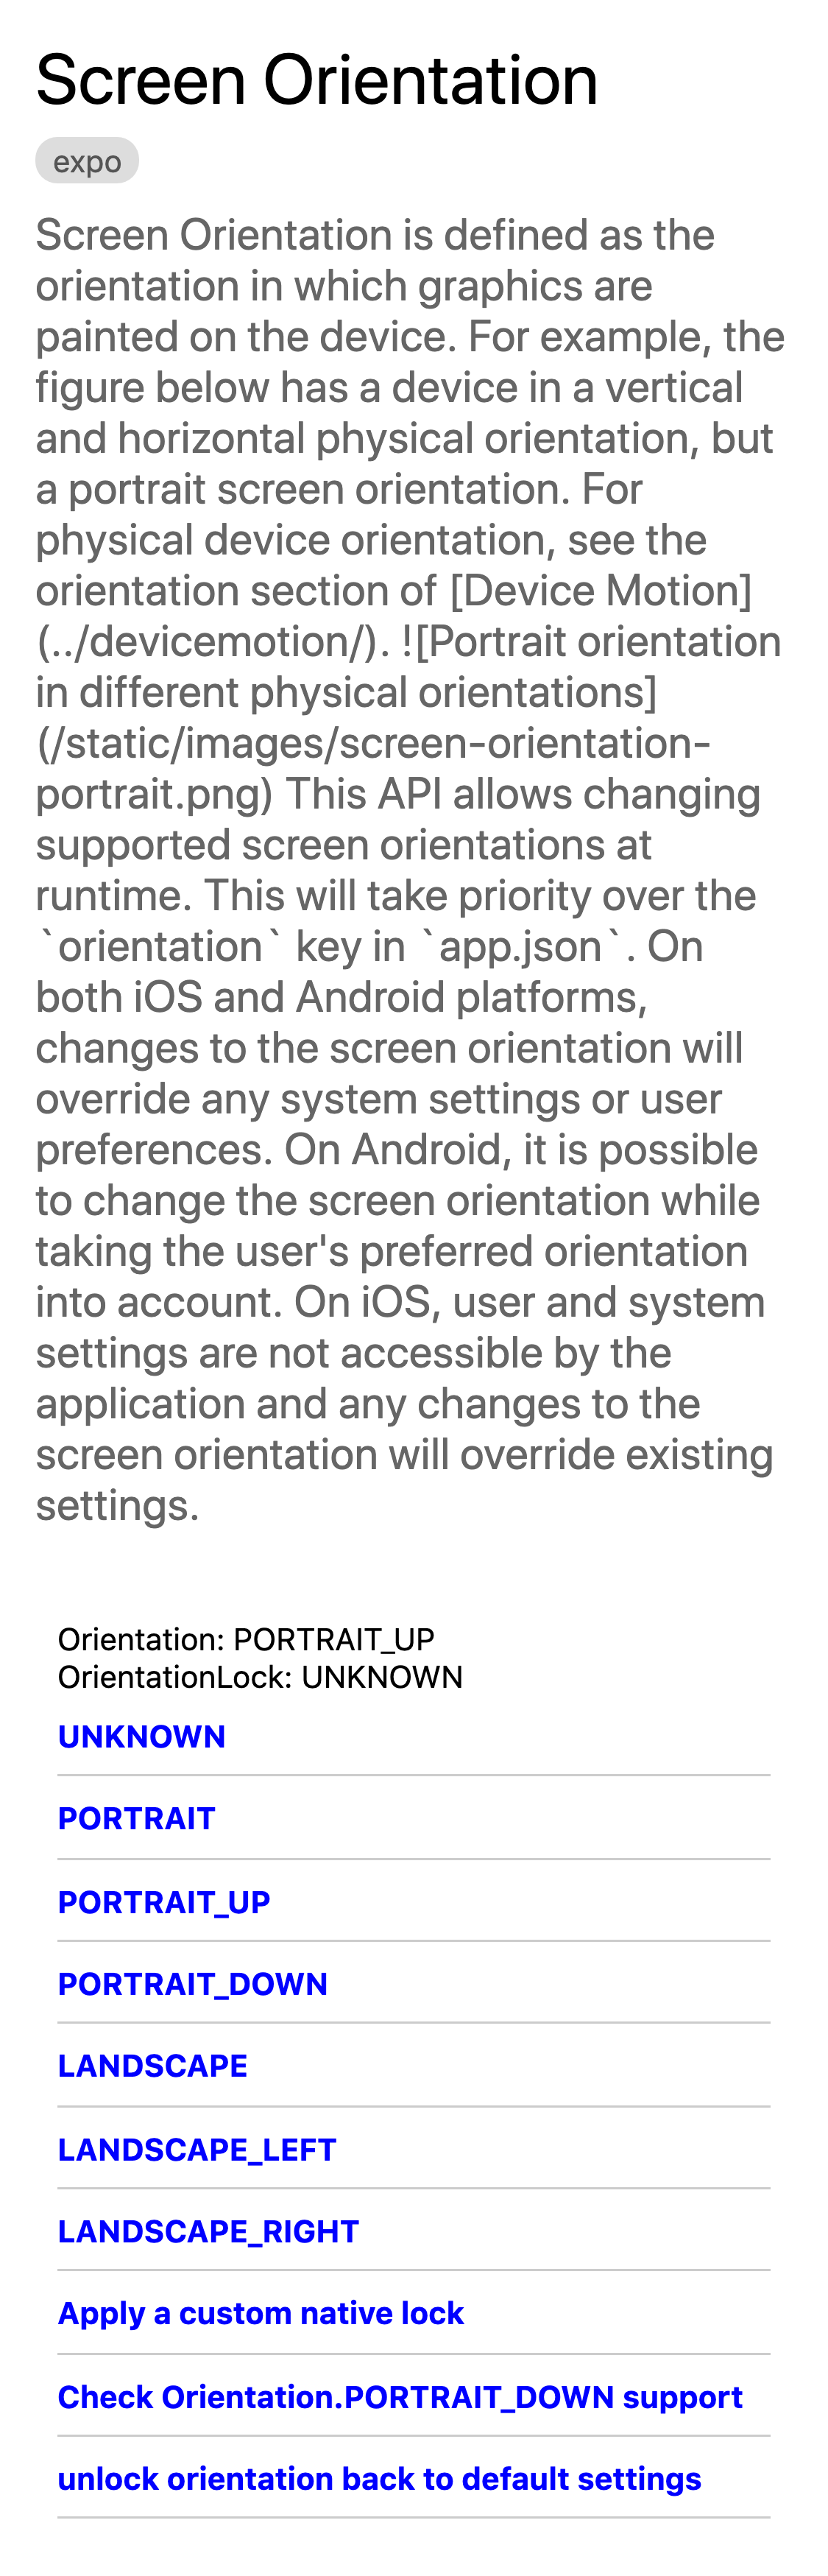 Screen Orientation
expo
Screen Orientation is defined as the
orientation in which graphics are
painted on the device. For example, the
figure below has a device in a vertical
and horizontal physical orientation, but
a portrait screen orientation. For
physical device orientation, see the
orientation section of [Device Motion]
(../devicemotion/). ![Portrait orientation
in different physical orientations]
(/static/images/screen-orientation-
portrait.png) This API allows changing
supported screen orientations at
runtime. This will take priority over the
`orientation` key in `app.json`. On
both iOS and Android platforms,
changes to the screen orientation will
override any system settings or user
preferences. On Android, it is possible
to change the screen orientation while
taking the user's preferred orientation
into account. On iOS, user and system
settings are not accessible by the
application and any changes to the
screen orientation will override existing
settings.
Orientation: PORTRAIT_UP
OrientationLock: UNKNOWN
UNKNOWN
PORTRAIT
PORTRAIT_UP
PORTRAIT_DOWN
LANDSCAPE
LANDSCAPE_LEFT
LANDSCAPE_RIGHT
Apply a custom native lock
Check Orientation.PORTRAIT_DOWN support
unlock orientation back to default settings